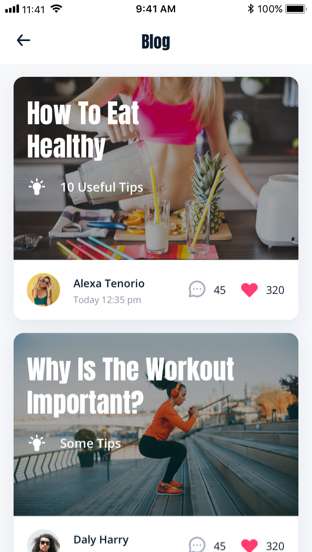 11:41
9:41 AM
100%
Blog
How To Eat
Healthy
10 Useful Tips
Alexa Tenorio
45
320
Today 12:35 pm
Why Is The Workout
Important?
Some Tips
Daly Harry
45
320